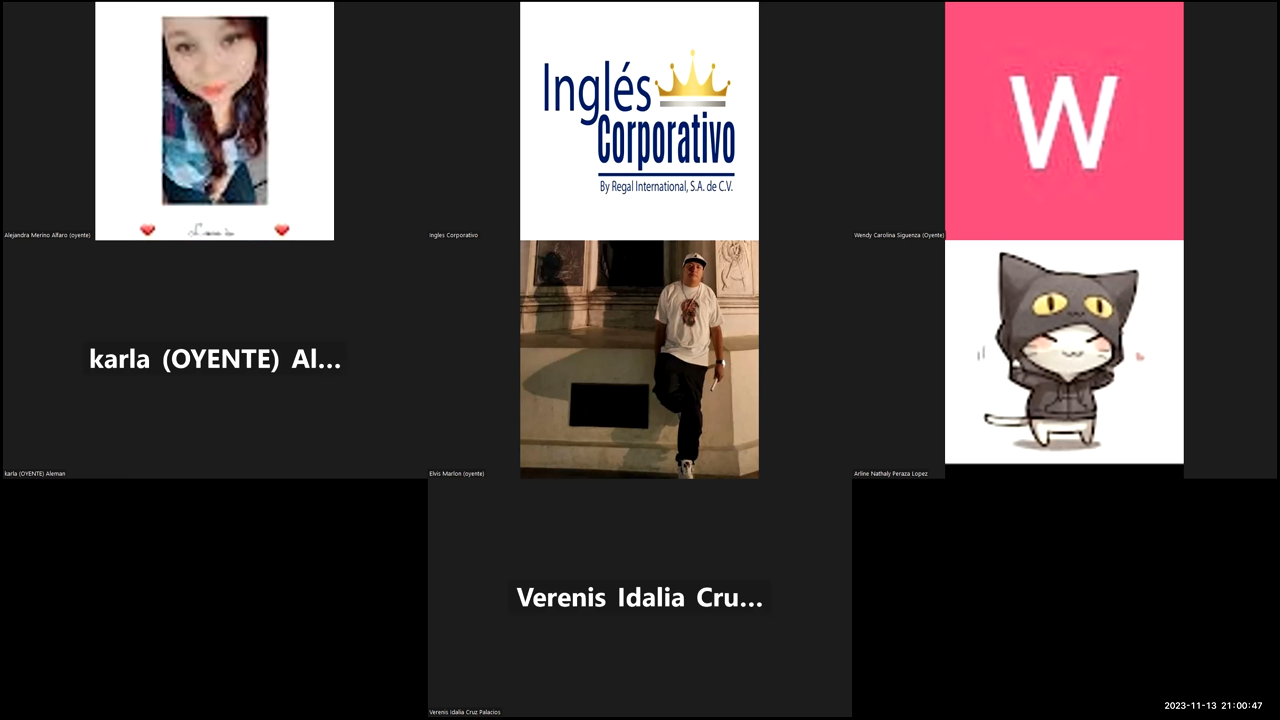 Inglés
Corporativo
By Regal International, S.A. de C.V.
W
Alejandra Merino Alfaro (oyente)
Ingles Corporativo
Wendy Carolina Siguenza (Oyente)
karla (OYENTE) Al...
karla (OYENTE) Aleman
Elvis Marlon (oyente)
Arline Nathaly Peraza Lopez
Verenis Idalia Cru...
Verenis Idalia Cruz Palacios
2023-11-13 21:00:47